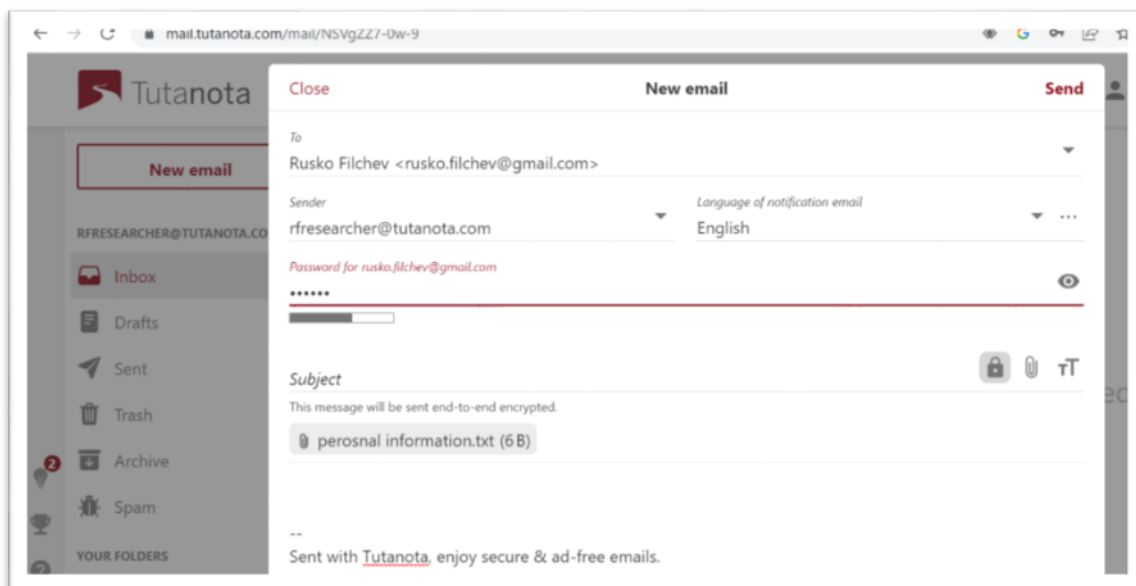 mail.tutanota.com/mail/NSVgZZ7-0w-9
Tutanota
Close New email Send
To
Rusko Filchev <rusko.filchev@gmail.com>
New email
Sender Language of notification email
rfresearcher@tutanota.com English
RFRESEARCHER@TUTANOTA.CO
Password for rusko.filchev@gmail.com
••••••
Inbox
Drafts
Sent
Subject
This message will be sent end-to-end encrypted.
Trash
perosnal information.txt (6 B)
Archive
2
Spam
--
YOUR FOLDERS
Sent with Tutanota, enjoy secure & ad-free emails.